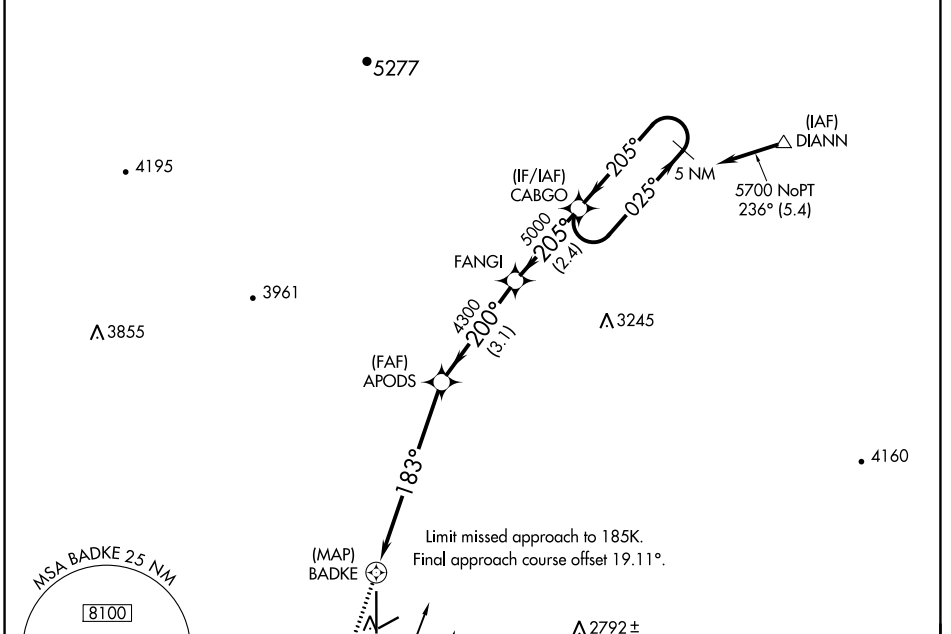 5277
4195
(IAF)
DIANN
5 NM
5700 NoPT
236° (5.4)
205°
025°
(IF/IAF)
CABGO
5000
205°
(2.4)
FANGI
3961
3855
3245
4300
200°
(3.1)
(FAF)
APODS
4160
183°
Limit missed approach to 185K.
Final approach course offset 19.11°.
(MAP)
BADKE
MSA BADKE 25 NM
8100
2792 ±